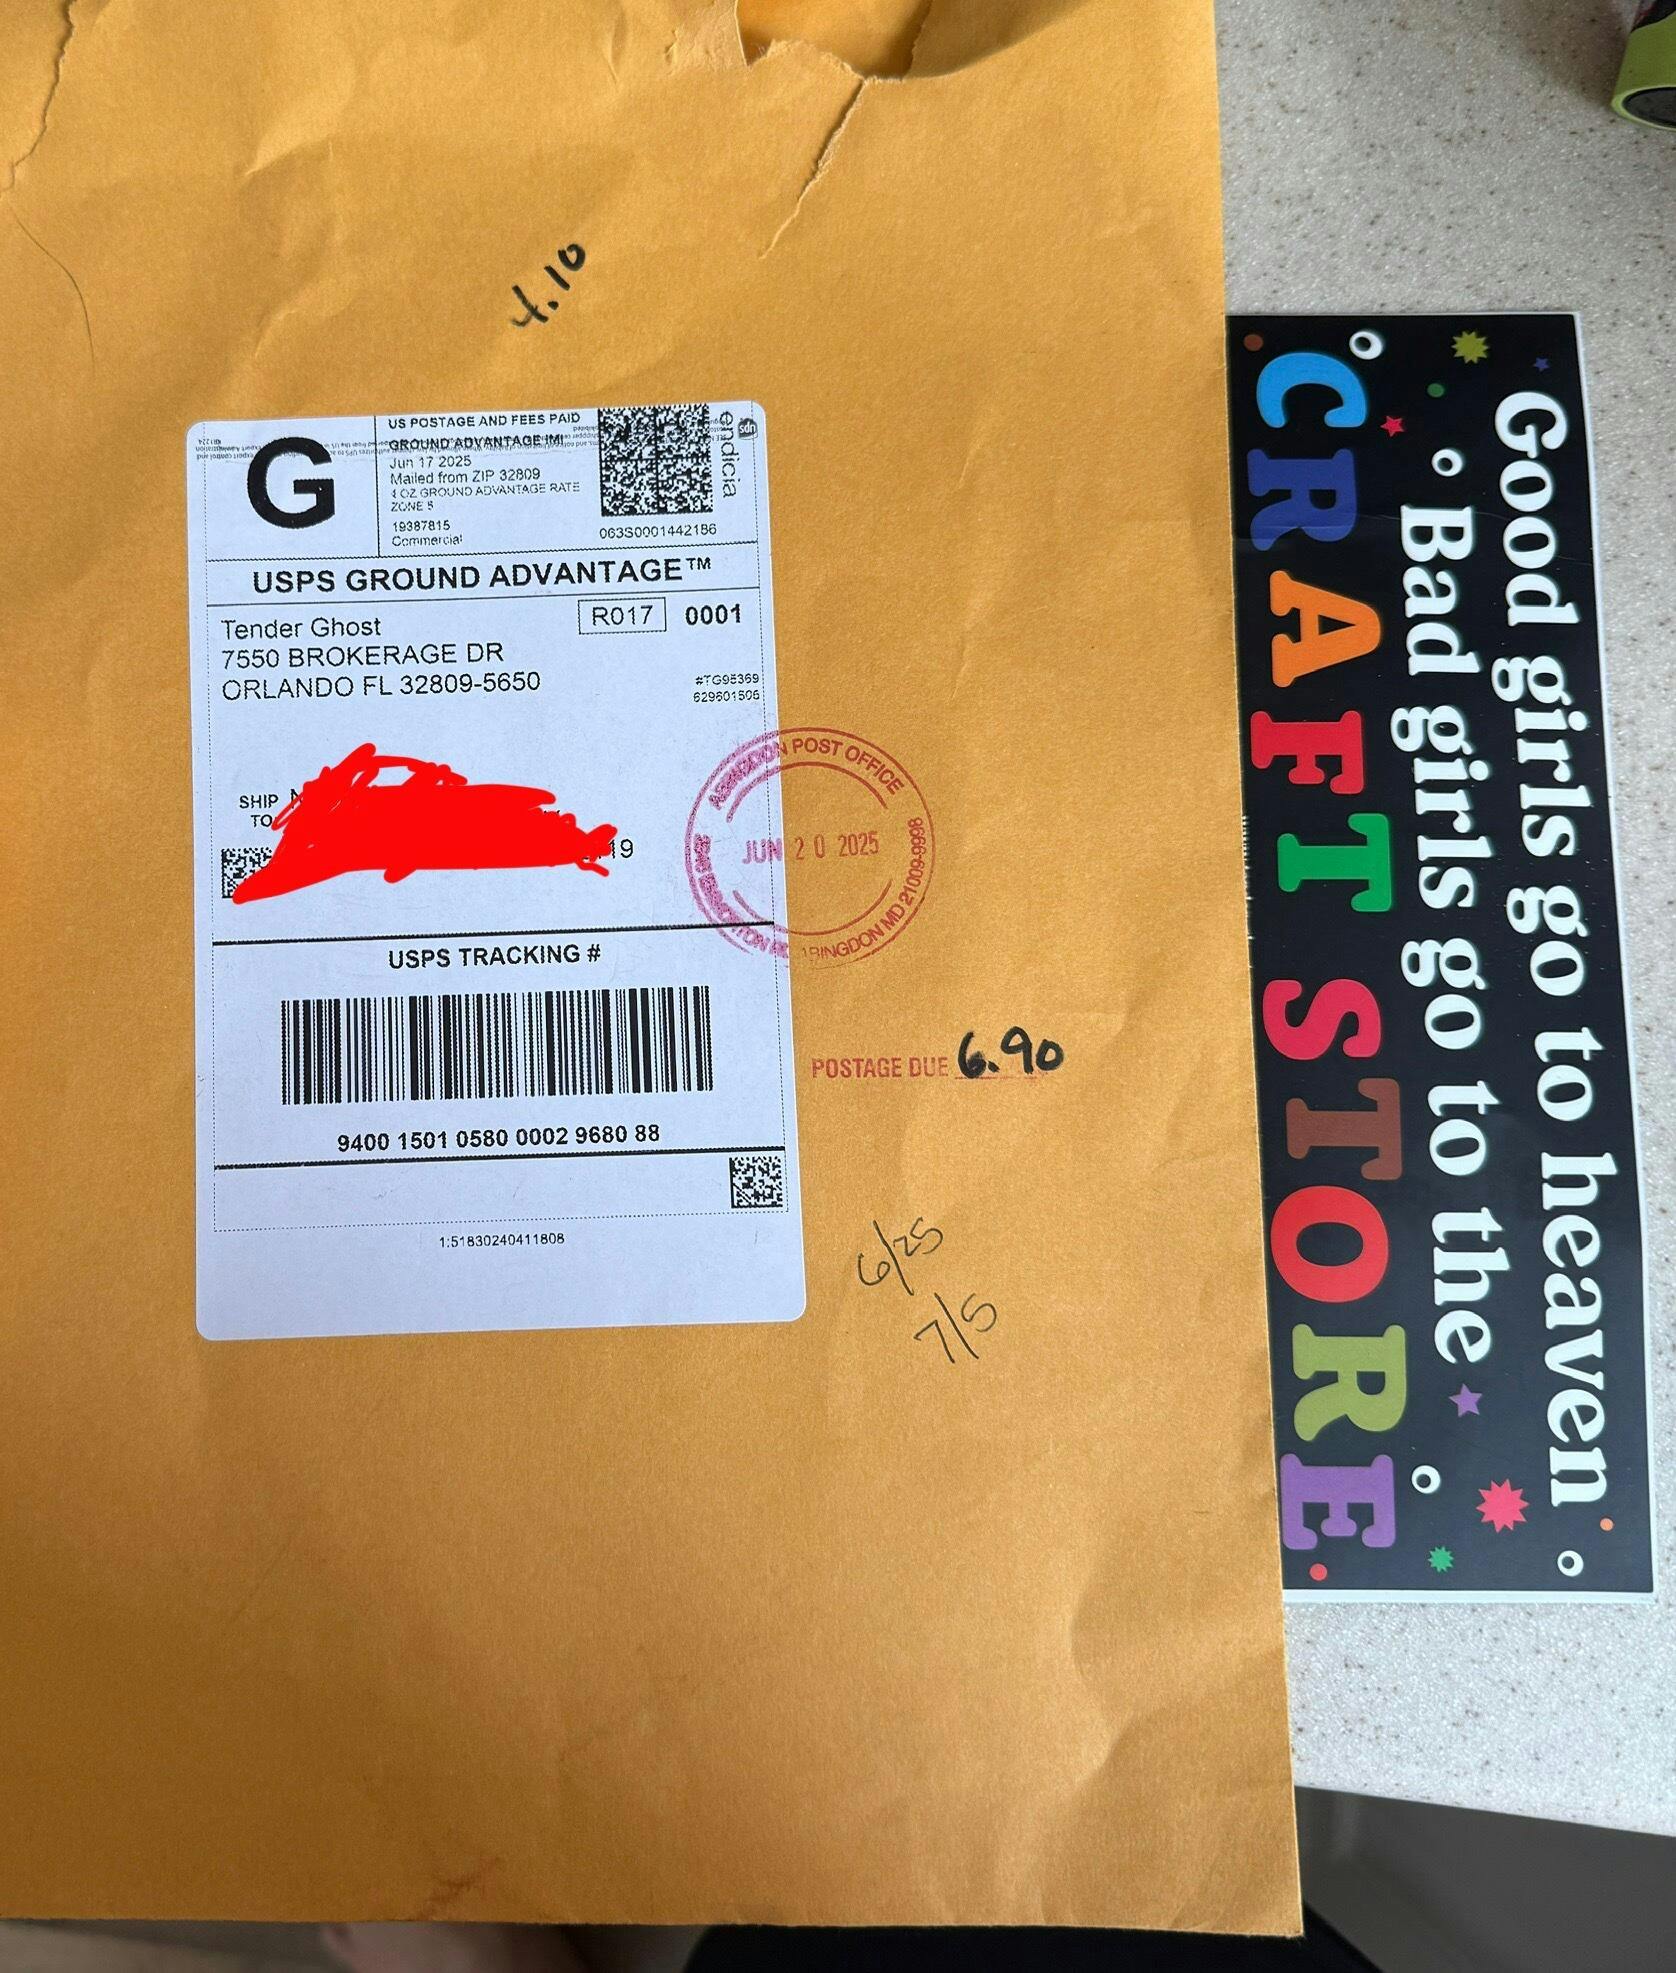 4.10
G
US POSTAGE AND FEES PAID
GROUND ADVANTAGE IMI
Jun 17 2025
Mailed from ZIP 32809
4 OZ GROUND ADVANTAGE RATE
ZONE 5
19387815
Commercial
endicia
063S0001442186
USPS GROUND ADVANTAGE™
Tender Ghost
7550 BROKERAGE DR
ORLANDO FL 32809-5650
R017 0001
#TG95369
629601506
SHIP
TO
19
ABINGDON POST OFFICE
JUN 20 2025
ABINGDON MD 21009-9998
USPS TRACKING #
9400 1501 0580 0002 9680 88
1:51830240411808
POSTAGE DUE 6.90
6/25
7/5
Good girls go to heaven
Bad girls go to the
CRAFT STORE